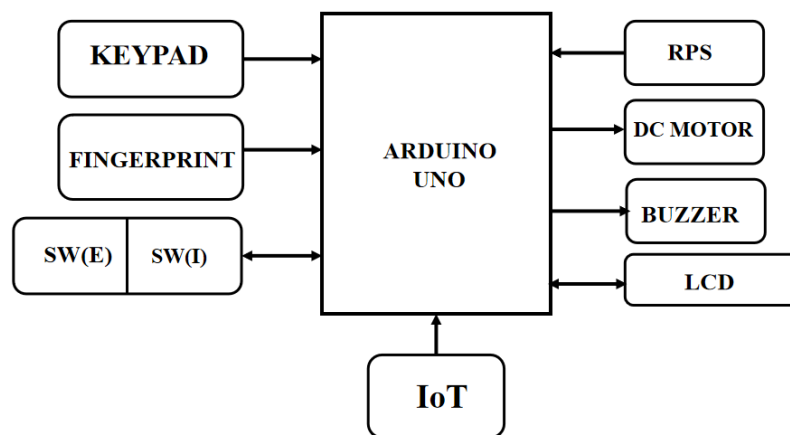 KEYPAD
FINGERPRINT
SW(E) SW(I)
ARDUINO
UNO
RPS
DC MOTOR
BUZZER
LCD
IoT